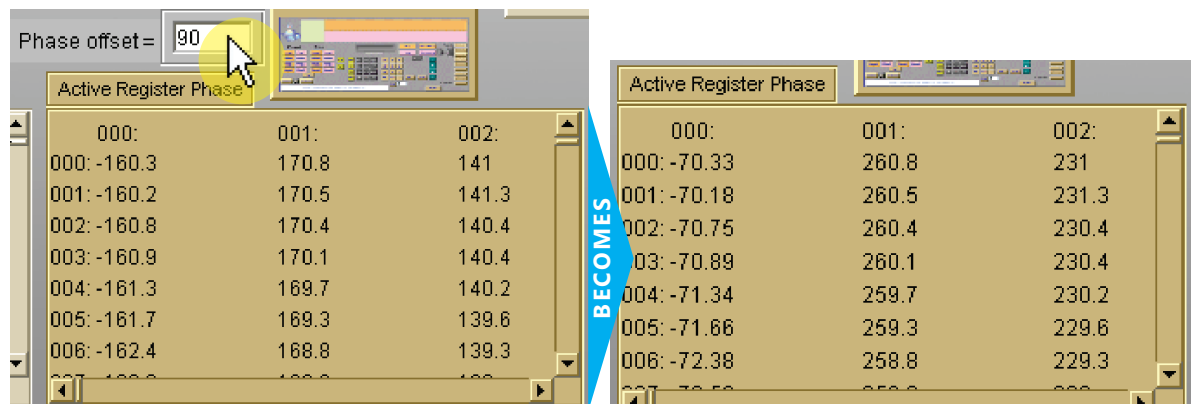 Phase offset= 90
Active Register Phase
000: 001: 002:
000: -160.3 170.8 141
001: -160.2 170.5 141.3
002: -160.8 170.4 140.4
003: -160.9 170.1 140.4
004: -161.3 169.7 140.2
005: -161.7 169.3 139.6
006: -162.4 168.8 139.3
BECOMES
Active Register Phase
000: 001: 002:
000: -70.33 260.8 231
001: -70.18 260.5 231.3
002: -70.75 260.4 230.4
003: -70.89 260.1 230.4
004: -71.34 259.7 230.2
005: -71.66 259.3 229.6
006: -72.38 258.8 229.3